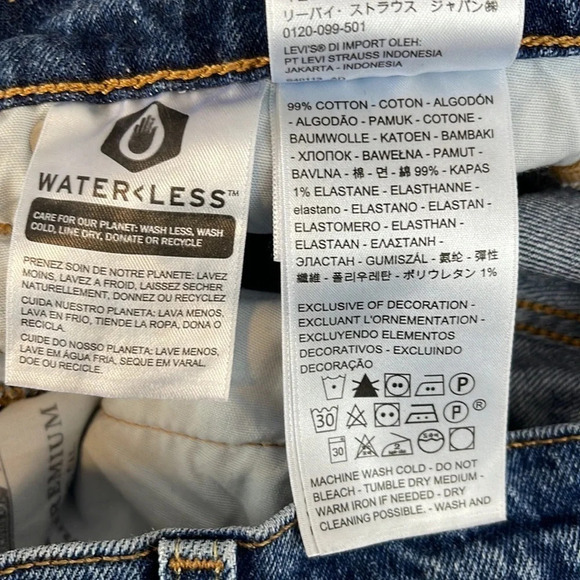 WATER<LESS™
CARE FOR OUR PLANET: WASH LESS, WASH
COLD, LINE DRY, DONATE OR RECYCLE
PRENEZ SOIN DE NOTRE PLANETE: LAVEZ
MOINS, LAVEZ A FROID, LAISSEZ SECHER
NATURELLEMENT, DONNEZ OU RECYCLEZ
CUIDA NUESTRO PLANETA: LAVA MENOS,
LAVA EN FRIO, TIENDE LA ROPA, DONA O
RECICLA.
CUIDE DO NOSSO PLANETA: LAVE MENOS,
LAVE EM ÁGUA FRIA, SEQUE EM VARAL,
DOE OU RECICLE.
PREMIUM
リーバイ・ストラウス ジャパン㈱
0120-099-501
LEVI'S® DI IMPORT OLEH:
PT LEVI STRAUSS INDONESIA
JAKARTA - INDONESIA
99% COTTON - COTON - ALGODÓN
- ALGODÃO - PAMUK - COTONE -
BAUMWOLLE - KATOEN - BAMBAKI
- ХЛОПОК - BAWEŁNA - PAMUT -
BAVLNA - 棉 - 면 - 綿 99% - KAPAS
1% ELASTANE - ELASTHANNE -
elastano - ELASTANO - ELASTAN -
ELASTOMERO - ELASTHAN -
ELASTAAN - ΕΛΑΣΤΑΝΗ -
ЭЛАСТАН - GUMISZÁL - 氨纶 - 彈性
纖維 - 폴리우레탄 - ポリウレタン 1%
EXCLUSIVE OF DECORATION -
EXCLUANT L'ORNEMENTATION -
EXCLUYENDO ELEMENTOS
DECORATIVOS - EXCLUINDO
DECORAÇÃO
P
30 P ®
30 2
MACHINE WASH COLD - DO NOT
BLEACH - TUMBLE DRY MEDIUM -
WARM IRON IF NEEDED - DRY
CLEANING POSSIBLE. - WASH AND